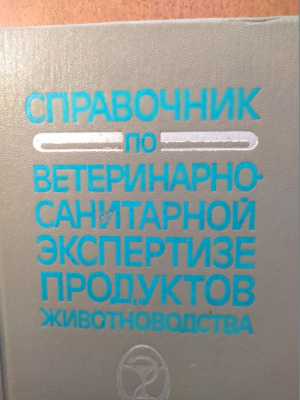 СПРАВОЧНИК
ПО
ВЕТЕРИНАРНО-
САНИТАРНОЙ
ЭКСПЕРТИЗЕ
ПРОДУКТОВ
ЖИВОТНОВОДСТВА